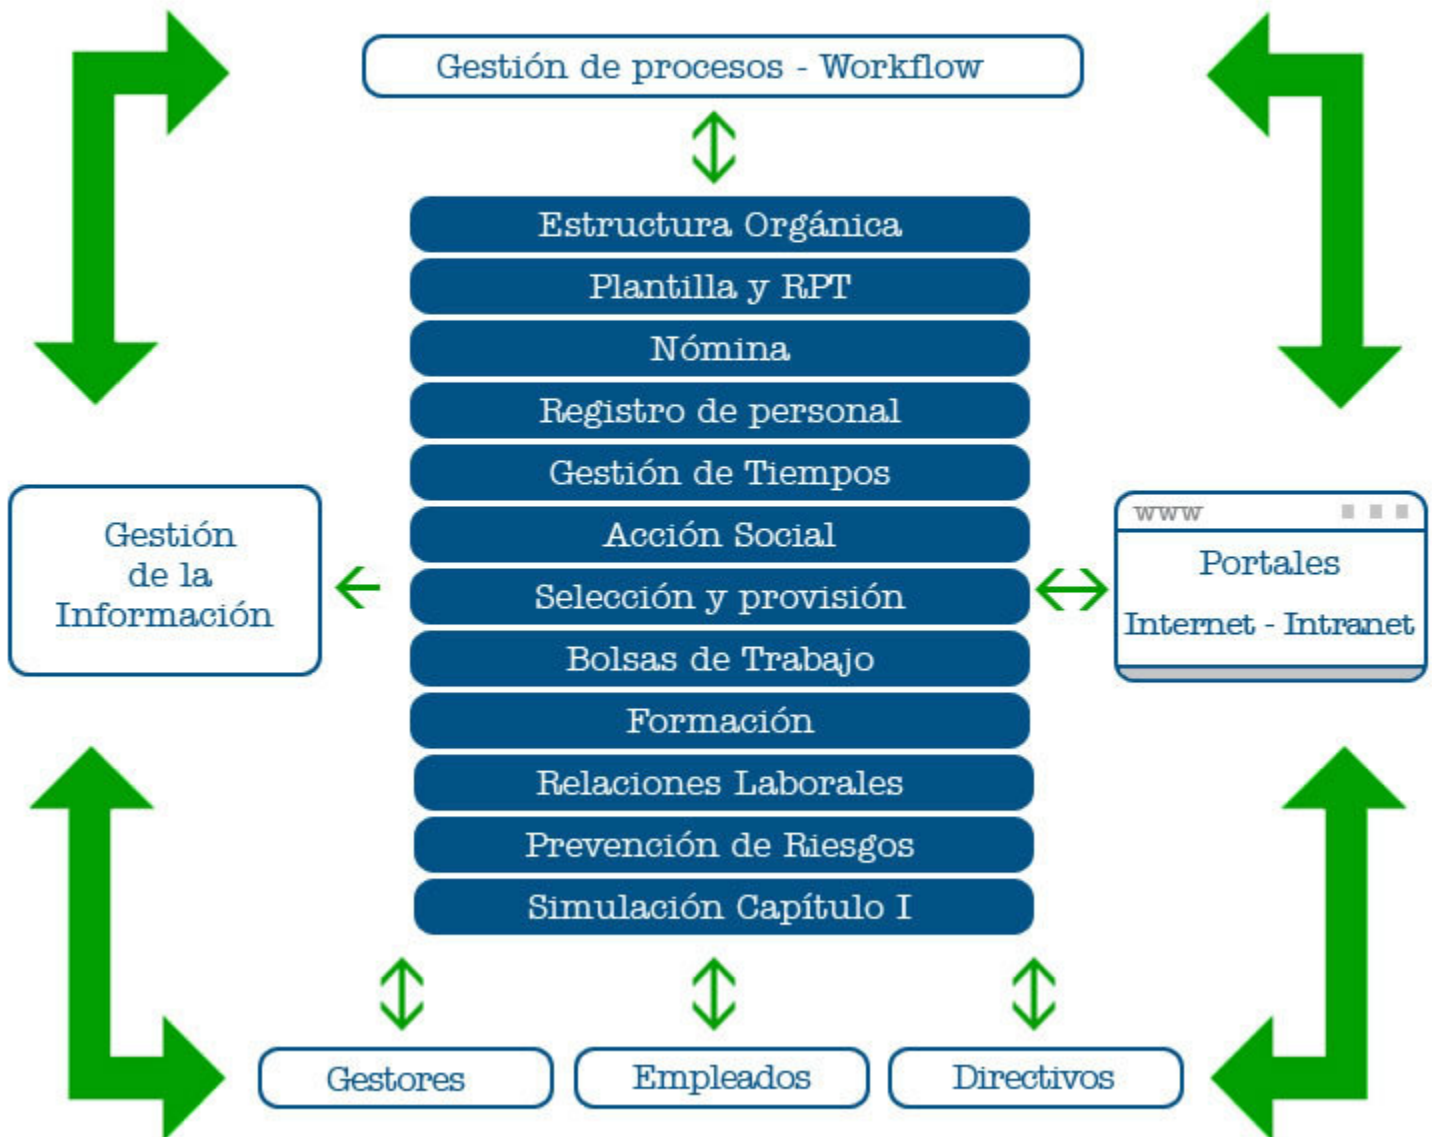 Gestión de procesos - Workflow
Estructura Orgánica
Plantilla y RPT
Nómina
Registro de personal
Gestión de Tiempos
Acción Social
Selección y provisión
Bolsas de Trabajo
Formación
Relaciones Laborales
Prevención de Riesgos
Simulación Capítulo I
Gestión
de la
Información
www
Portales
Internet - Intranet
Gestores
Empleados
Directivos